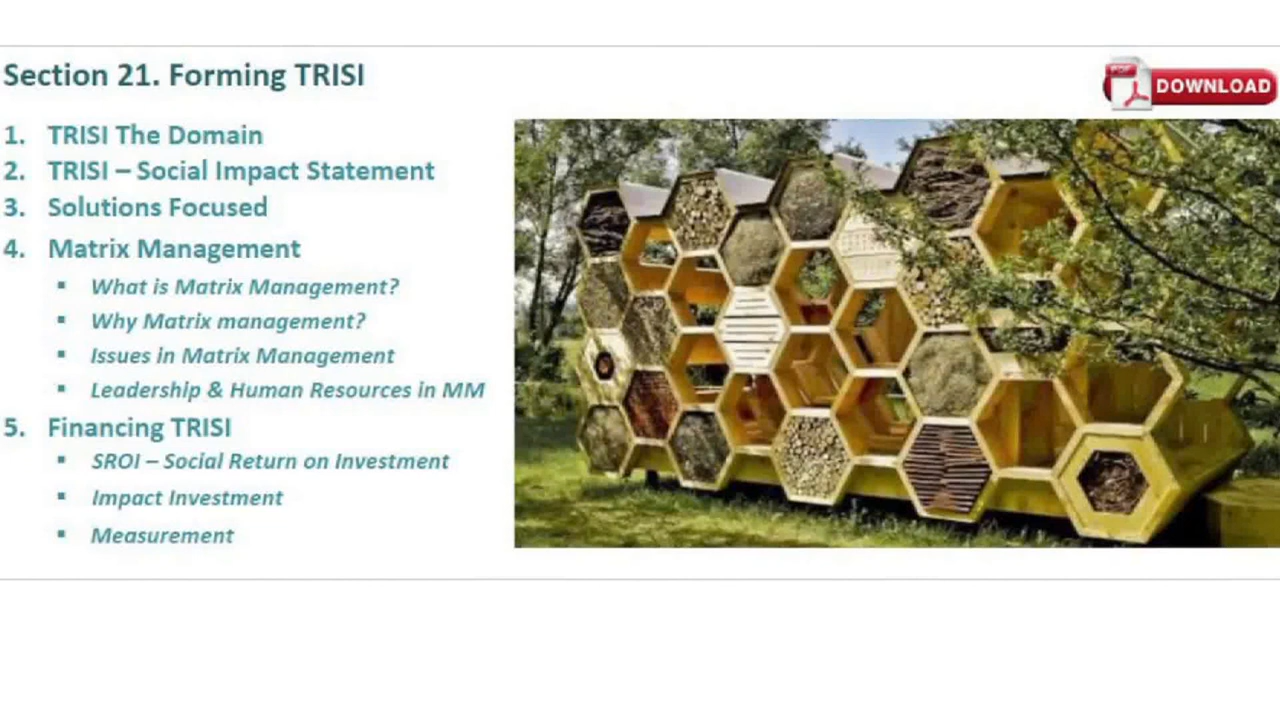 Section 21. Forming TRISI
PDF
DOWNLOAD
1. TRISI The Domain
2. TRISI – Social Impact Statement
3. Solutions Focused
4. Matrix Management
▪ What is Matrix Management?
▪ Why Matrix management?
▪ Issues in Matrix Management
▪ Leadership & Human Resources in MM
5. Financing TRISI
▪ SROI – Social Return on Investment
▪ Impact Investment
▪ Measurement